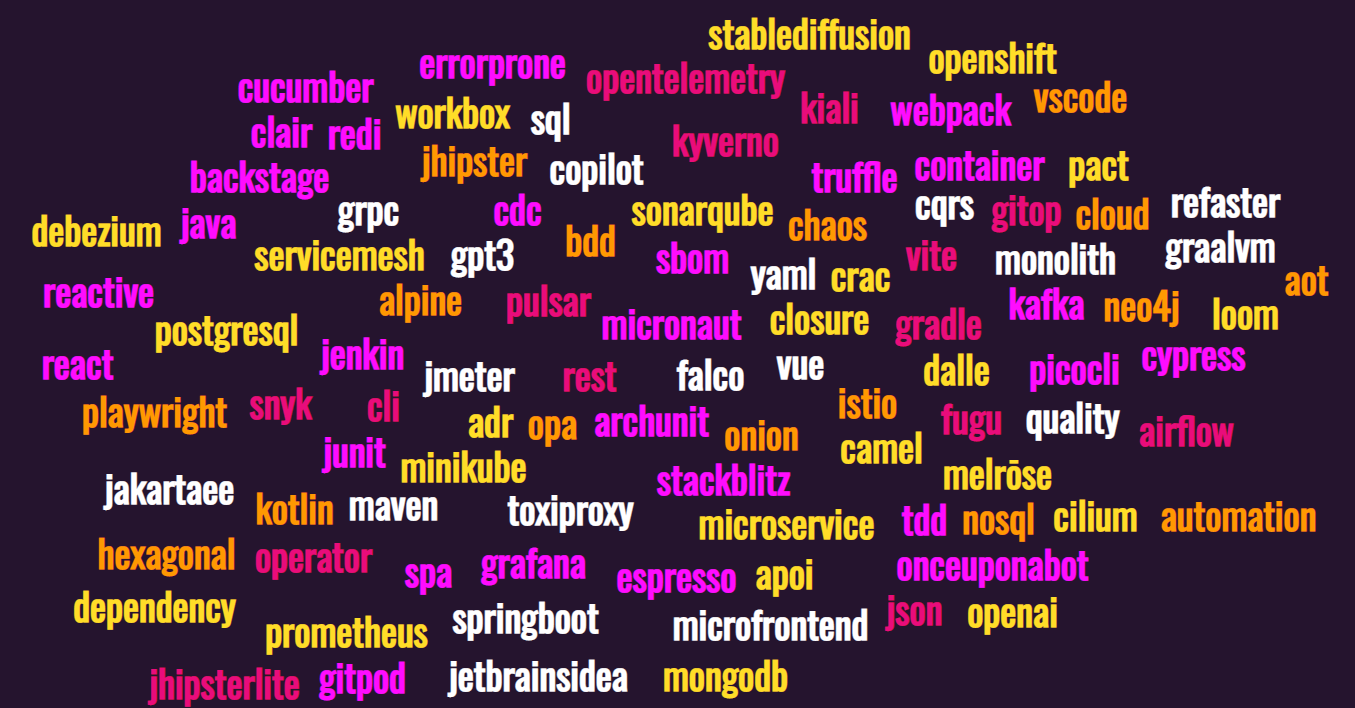 stablediffusion
errorprone openshift
cucumber opentelemetry
workbox sql kiali webpack vscode
clair redi kyverno
jhipster copilot container pact
backstage truffle
java grpc cdc sonarqube chaos cqrs gitop cloud refaster
debezium bdd
servicemesh gpt3 sbom yaml crac vite monolith graalvm
aot
reactive alpine pulsar kafka neo4j loom
postgresql micronaut closure gradle
react jenkin jmeter rest falco vue dalle picocli cypress
playwright snyk cli istio
adr opa archunit onion fugu quality airflow
junit minikube camel
stackblitz melrōse
jakartaee kotlin maven toxiproxy
microservice tdd nosql cilium automation
hexagonal operator grafana onceuponabot
spa espresso apoi
dependency springboot json openai
prometheus microfrontend
jhipsterlite gitpod jetbrainsidea mongodb